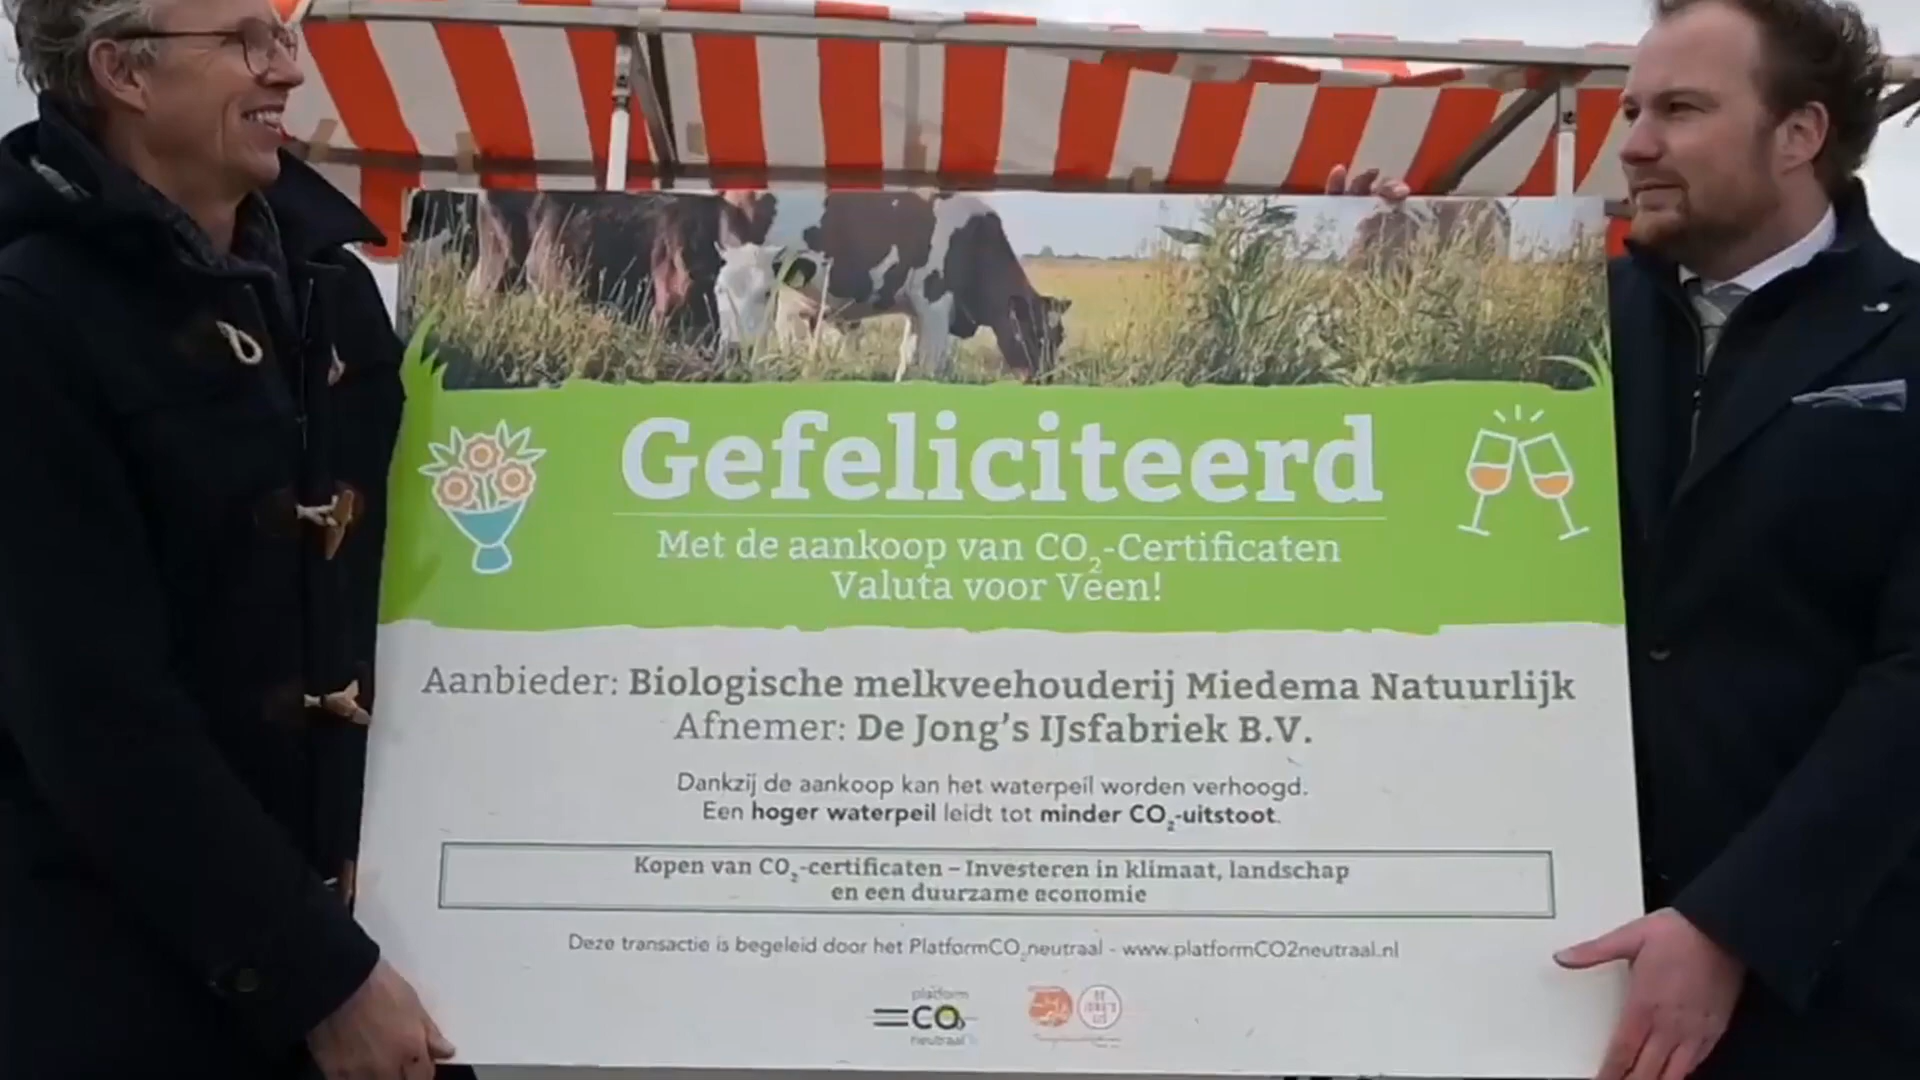 Gefeliciteerd
Met de aankoop van CO₂-Certificaten
Valuta voor Veen!
Aanbieder: Biologische melkveehouderij Miedema Natuurlijk
Afnemer: De Jong's IJsfabriek B.V.
Dankzij de aankoop kan het waterpeil worden verhoogd.
Een hoger waterpeil leidt tot minder CO₂-uitstoot.
Kopen van CO₂-certificaten – Investeren in klimaat, landschap
en een duurzame economie
Deze transactie is begeleid door het PlatformCO₂neutraal - www.platformCO2neutraal.nl
platform
CO₂
neutraal